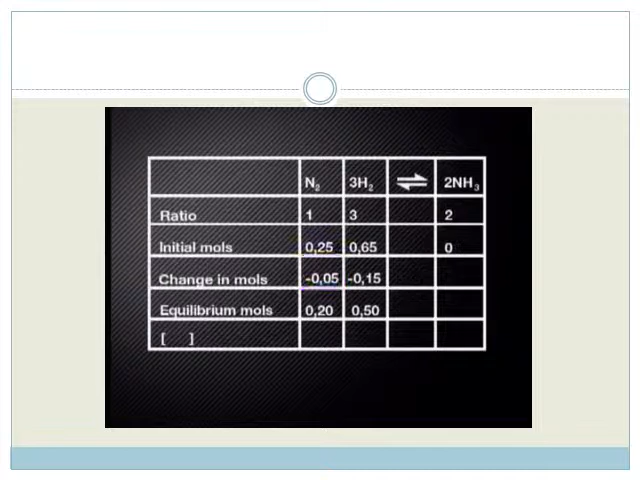 N₂ 3H₂ ⇌ 2NH₃
Ratio 1 3 2
Initial mols 0,25 0,65 0
Change in mols -0,05 -0,15
Equilibrium mols 0,20 0,50
[ ]